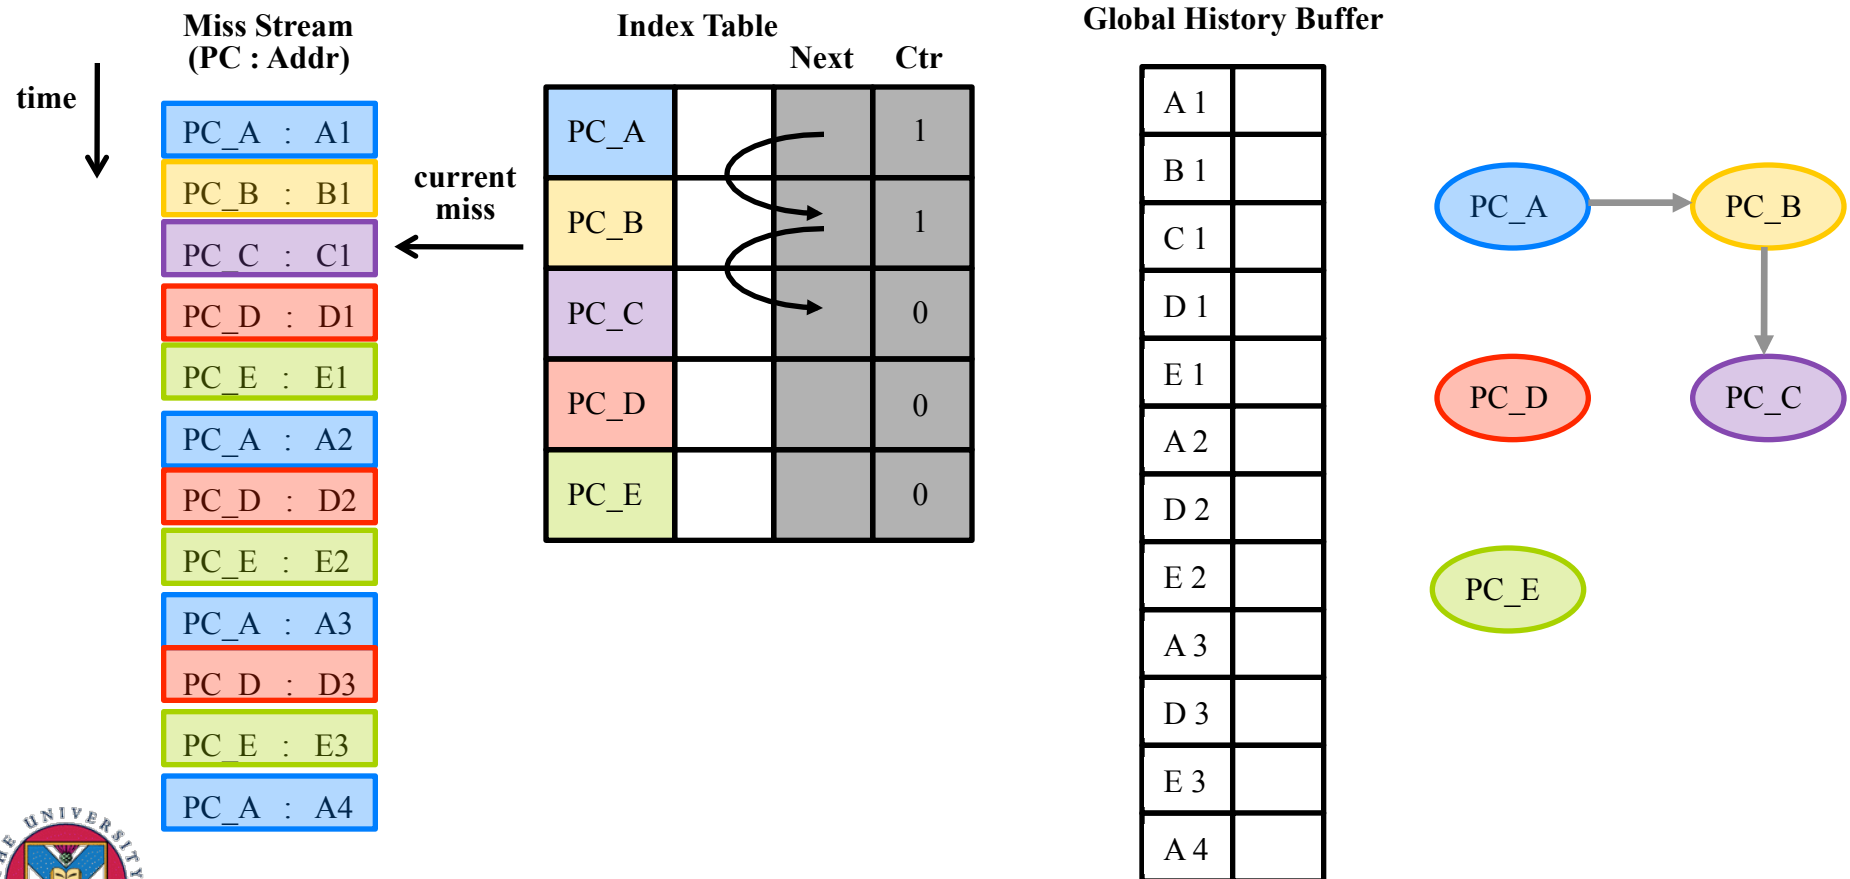 Miss Stream
(PC : Addr)
time
PC_A : A1
PC_B : B1
PC_C : C1
PC_D : D1
PC_E : E1
PC_A : A2
PC_D : D2
PC_E : E2
PC_A : A3
PC_D : D3
PC_E : E3
PC_A : A4
current
miss
Index Table
Next Ctr
PC_A 1
PC_B 1
PC_C 0
PC_D 0
PC_E 0
Global History Buffer
A 1
B 1
C 1
D 1
E 1
A 2
D 2
E 2
A 3
D 3
E 3
A 4
PC_A PC_B
PC_D PC_C
PC_E
THE UNIVERSITY